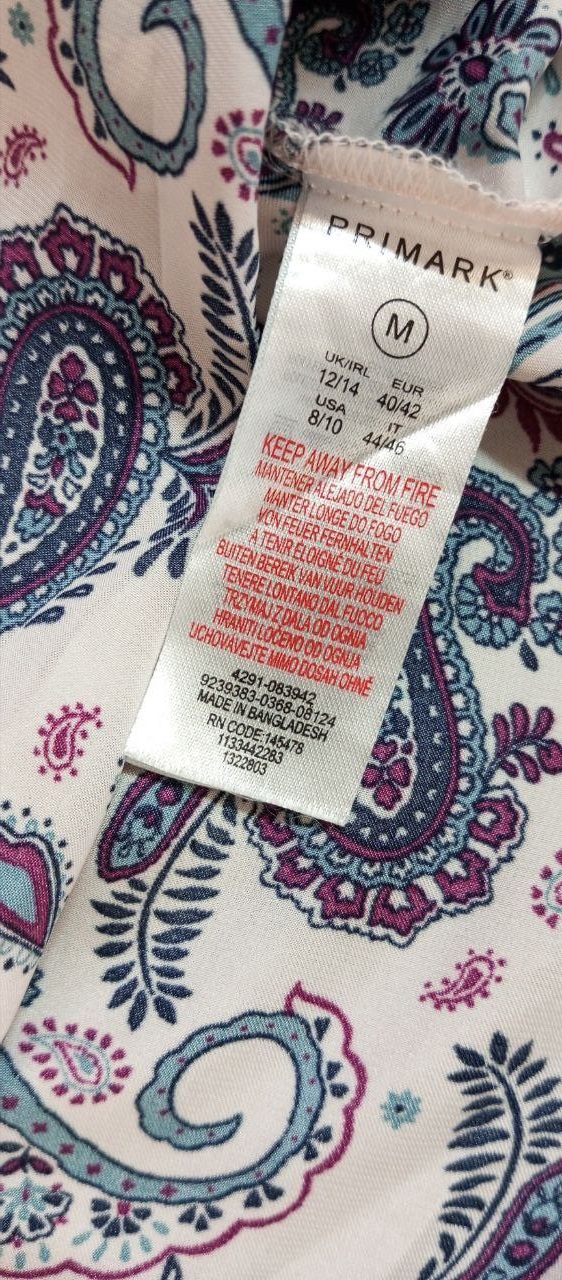 PRIMARK®
M
UK/IRL EUR
12/14 40/42
USA IT
8/10 44/46
KEEP AWAY FROM FIRE
MANTENER ALEJADO DEL FUEGO
MANTER LONGE DO FOGO
VON FEUER FERNHALTEN
A TENIR ÉLOIGNÉ DU FEU
BUITEN BEREIK VAN VUUR HOUDEN
TENERE LONTANO DAL FUOCO
TRZYMAJ Z DALA OD OGNIA
HRANITI LOČENO OD OGNJA
UCHOVÁVEJTE MIMO DOSAH OHNĚ
4291-083942
9239383-0368-08124
MADE IN BANGLADESH
RN CODE:145478
1133442283
1322803